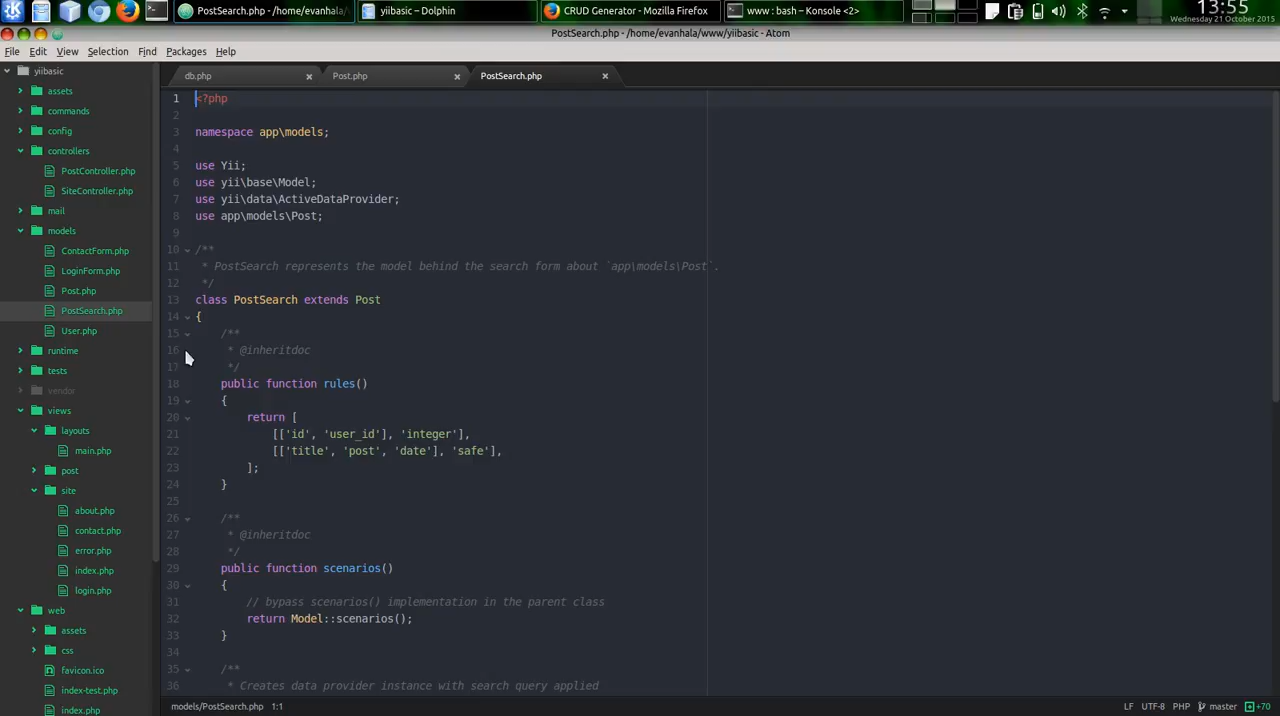 PostSearch.php - /home/evanhala/
yiibasic - Dolphin
CRUD Generator - Mozilla Firefox
www : bash - Konsole <2>
13:55
Wednesday 21 October 2015
PostSearch.php - /home/evanhala/www/yiibasic - Atom
File Edit View Selection Find Packages Help
yiibasic
assets
commands
config
controllers
PostController.php
SiteController.php
mail
models
ContactForm.php
LoginForm.php
Post.php
PostSearch.php
User.php
runtime
tests
vendor
views
layouts
main.php
post
site
about.php
contact.php
error.php
index.php
login.php
web
assets
css
favicon.ico
index-test.php
index.php
db.php
Post.php
PostSearch.php
1 <?php
2
3 namespace app\models;
4
5 use Yii;
6 use yii\base\Model;
7 use yii\data\ActiveDataProvider;
8 use app\models\Post;
9
10 /**
11 * PostSearch represents the model behind the search form about `app\models\Post`.
12 */
13 class PostSearch extends Post
14 {
15 /**
16 * @inheritdoc
17 */
18 public function rules()
19 {
20 return [
21 [['id', 'user_id'], 'integer'],
22 [['title', 'post', 'date'], 'safe'],
23 ];
24 }
25
26 /**
27 * @inheritdoc
28 */
29 public function scenarios()
30 {
31 // bypass scenarios() implementation in the parent class
32 return Model::scenarios();
33 }
34
35 /**
36 * Creates data provider instance with search query applied
models/PostSearch.php 1:1
LF UTF-8 PHP master +70